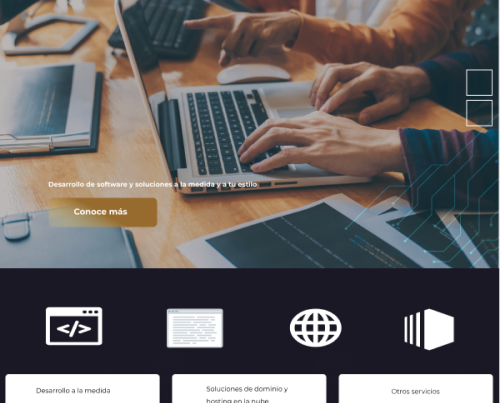 Desarrollo de software y soluciones a la medida y a tu estilo.
Conoce más
</>
Desarrollo a la medida
Soluciones de dominio y
hosting en la nube
Otros servicios